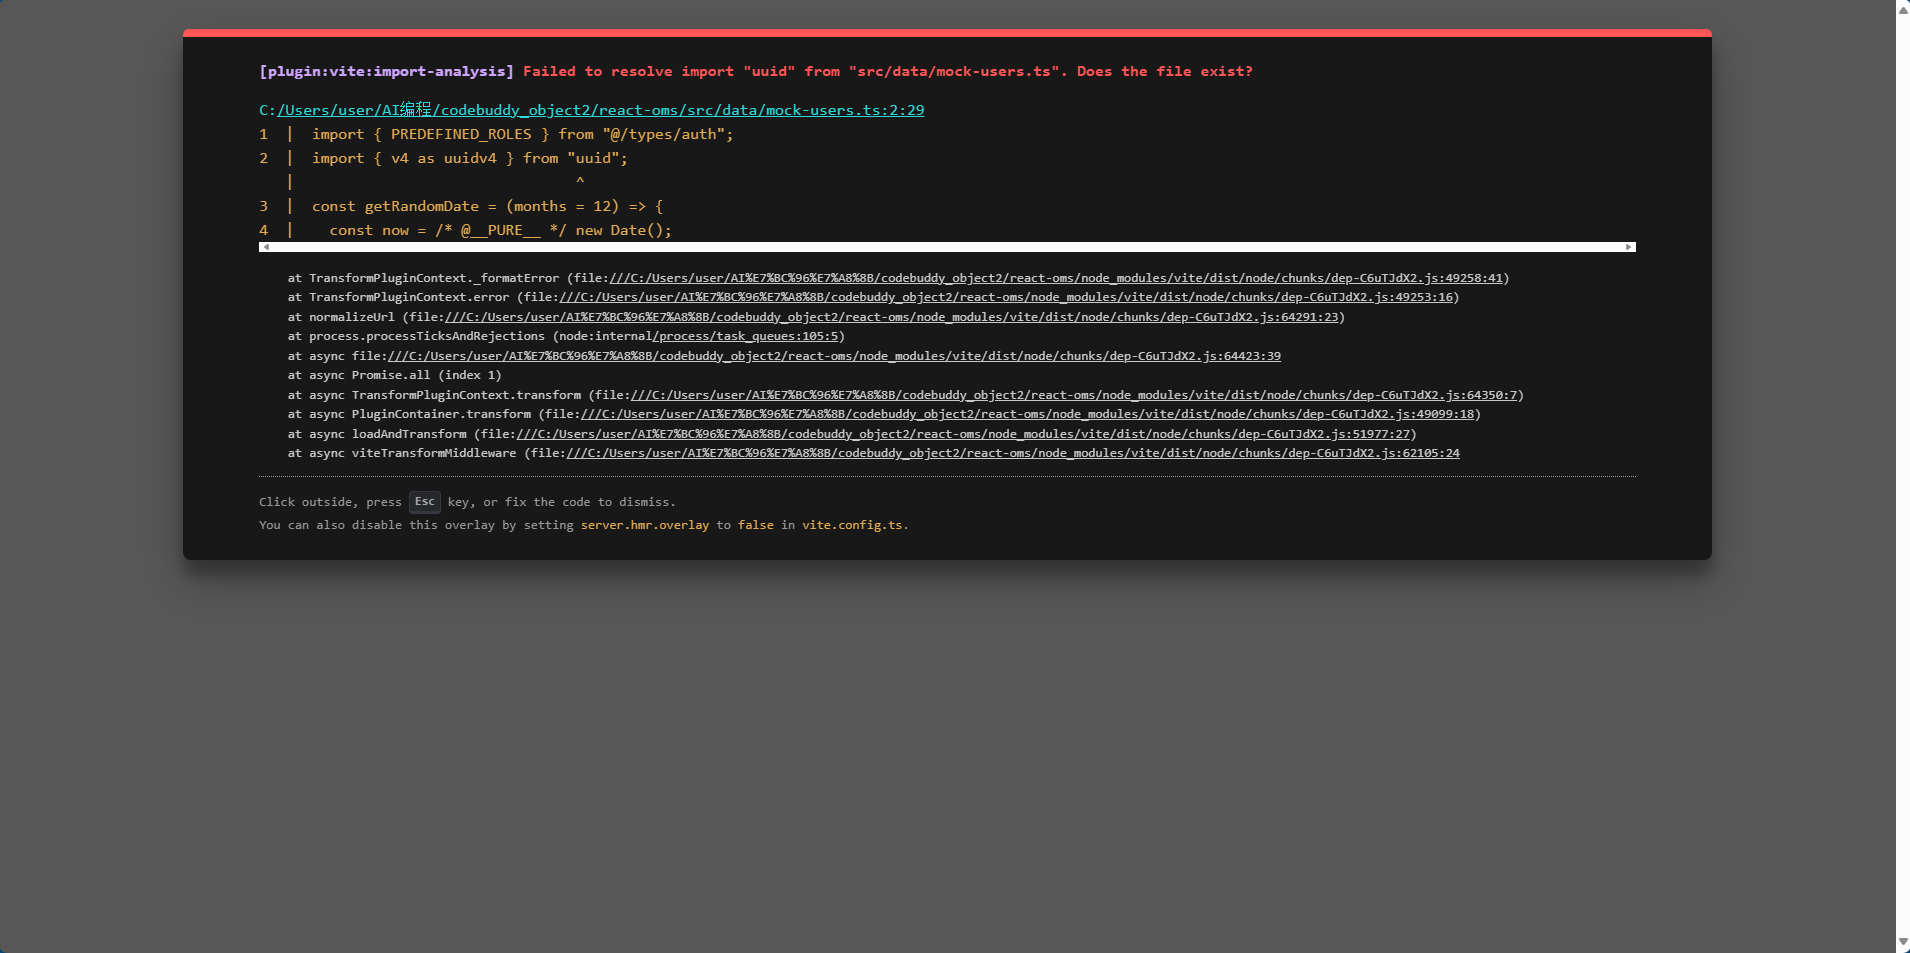 [plugin:vite:import-analysis] Failed to resolve import "uuid" from "src/data/mock-users.ts". Does the file exist?
C:/Users/user/AI编程/codebuddy_object2/react-oms/src/data/mock-users.ts:2:29
1  |  import { PREDEFINED_ROLES } from "@/types/auth";
2  |  import { v4 as uuidv4 } from "uuid";
   |                                ^
3  |  const getRandomDate = (months = 12) => {
4  |    const now = /* @__PURE__ */ new Date();
at TransformPluginContext._formatError (file:///C:/Users/user/AI%E7%BC%96%E7%A8%8B/codebuddy_object2/react-oms/node_modules/vite/dist/node/chunks/dep-C6uTJdX2.js:49258:41)
at TransformPluginContext.error (file:///C:/Users/user/AI%E7%BC%96%E7%A8%8B/codebuddy_object2/react-oms/node_modules/vite/dist/node/chunks/dep-C6uTJdX2.js:49253:16)
at normalizeUrl (file:///C:/Users/user/AI%E7%BC%96%E7%A8%8B/codebuddy_object2/react-oms/node_modules/vite/dist/node/chunks/dep-C6uTJdX2.js:64291:23)
at process.processTicksAndRejections (node:internal/process/task_queues:105:5)
at async file:///C:/Users/user/AI%E7%BC%96%E7%A8%8B/codebuddy_object2/react-oms/node_modules/vite/dist/node/chunks/dep-C6uTJdX2.js:64423:39
at async Promise.all (index 1)
at async TransformPluginContext.transform (file:///C:/Users/user/AI%E7%BC%96%E7%A8%8B/codebuddy_object2/react-oms/node_modules/vite/dist/node/chunks/dep-C6uTJdX2.js:64350:7)
at async PluginContainer.transform (file:///C:/Users/user/AI%E7%BC%96%E7%A8%8B/codebuddy_object2/react-oms/node_modules/vite/dist/node/chunks/dep-C6uTJdX2.js:49099:18)
at async loadAndTransform (file:///C:/Users/user/AI%E7%BC%96%E7%A8%8B/codebuddy_object2/react-oms/node_modules/vite/dist/node/chunks/dep-C6uTJdX2.js:51977:27)
at async viteTransformMiddleware (file:///C:/Users/user/AI%E7%BC%96%E7%A8%8B/codebuddy_object2/react-oms/node_modules/vite/dist/node/chunks/dep-C6uTJdX2.js:62105:24
Click outside, press Esc key, or fix the code to dismiss.
You can also disable this overlay by setting server.hmr.overlay to false in vite.config.ts.